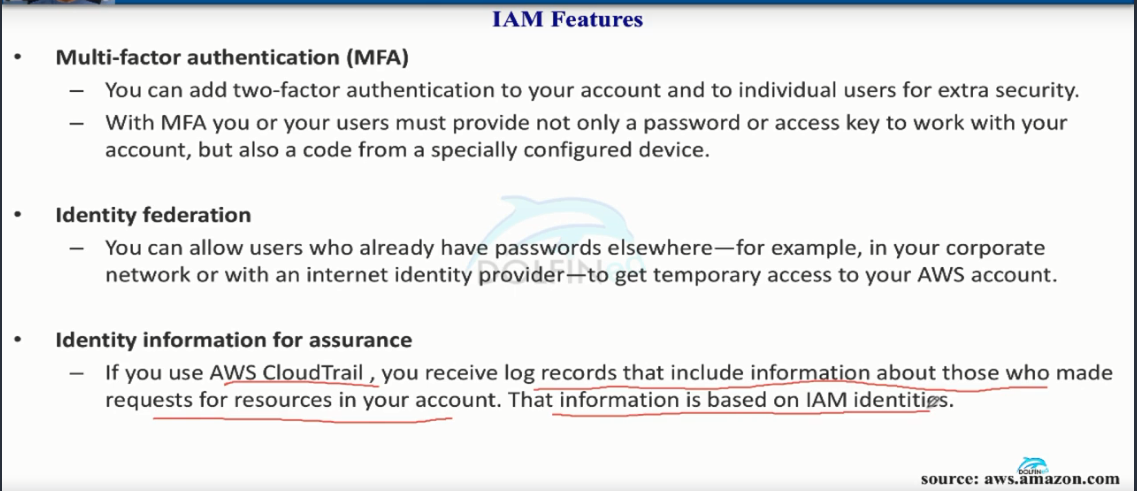 IAM Features
• Multi-factor authentication (MFA)
– You can add two-factor authentication to your account and to individual users for extra security.
– With MFA you or your users must provide not only a password or access key to work with your
account, but also a code from a specially configured device.
• Identity federation
– You can allow users who already have passwords elsewhere—for example, in your corporate
network or with an internet identity provider—to get temporary access to your AWS account.
DOLFINED
• Identity information for assurance
– If you use AWS CloudTrail , you receive log records that include information about those who made
requests for resources in your account. That information is based on IAM identities.
DOLFINED
source: aws.amazon.com